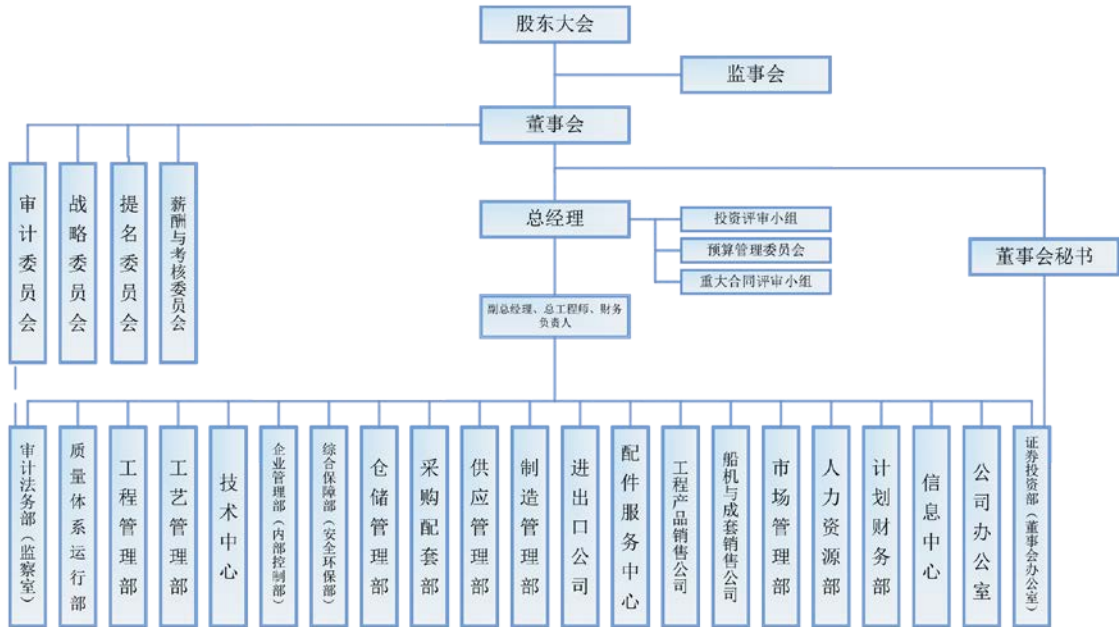 股东大会
监事会
董事会
审计委员会
战略委员会
提名委员会
薪酬与考核委员会
总经理
投资评审小组
预算管理委员会
重大合同评审小组
董事会秘书
副总经理、总工程师、财务
负责人
审计法务部（监察室）
质量体系运行部
工程管理部
工艺管理部
技术中心
企业管理部（内部控制部）
综合保障部（安全环保部）
仓储管理部
采购配套部
供应管理部
制造管理部
进出口公司
配件服务中心
工程产品销售公司
船机与成套销售公司
市场管理部
人力资源部
计划财务部
信息中心
公司办公室
证券投资部（董事会办公室）